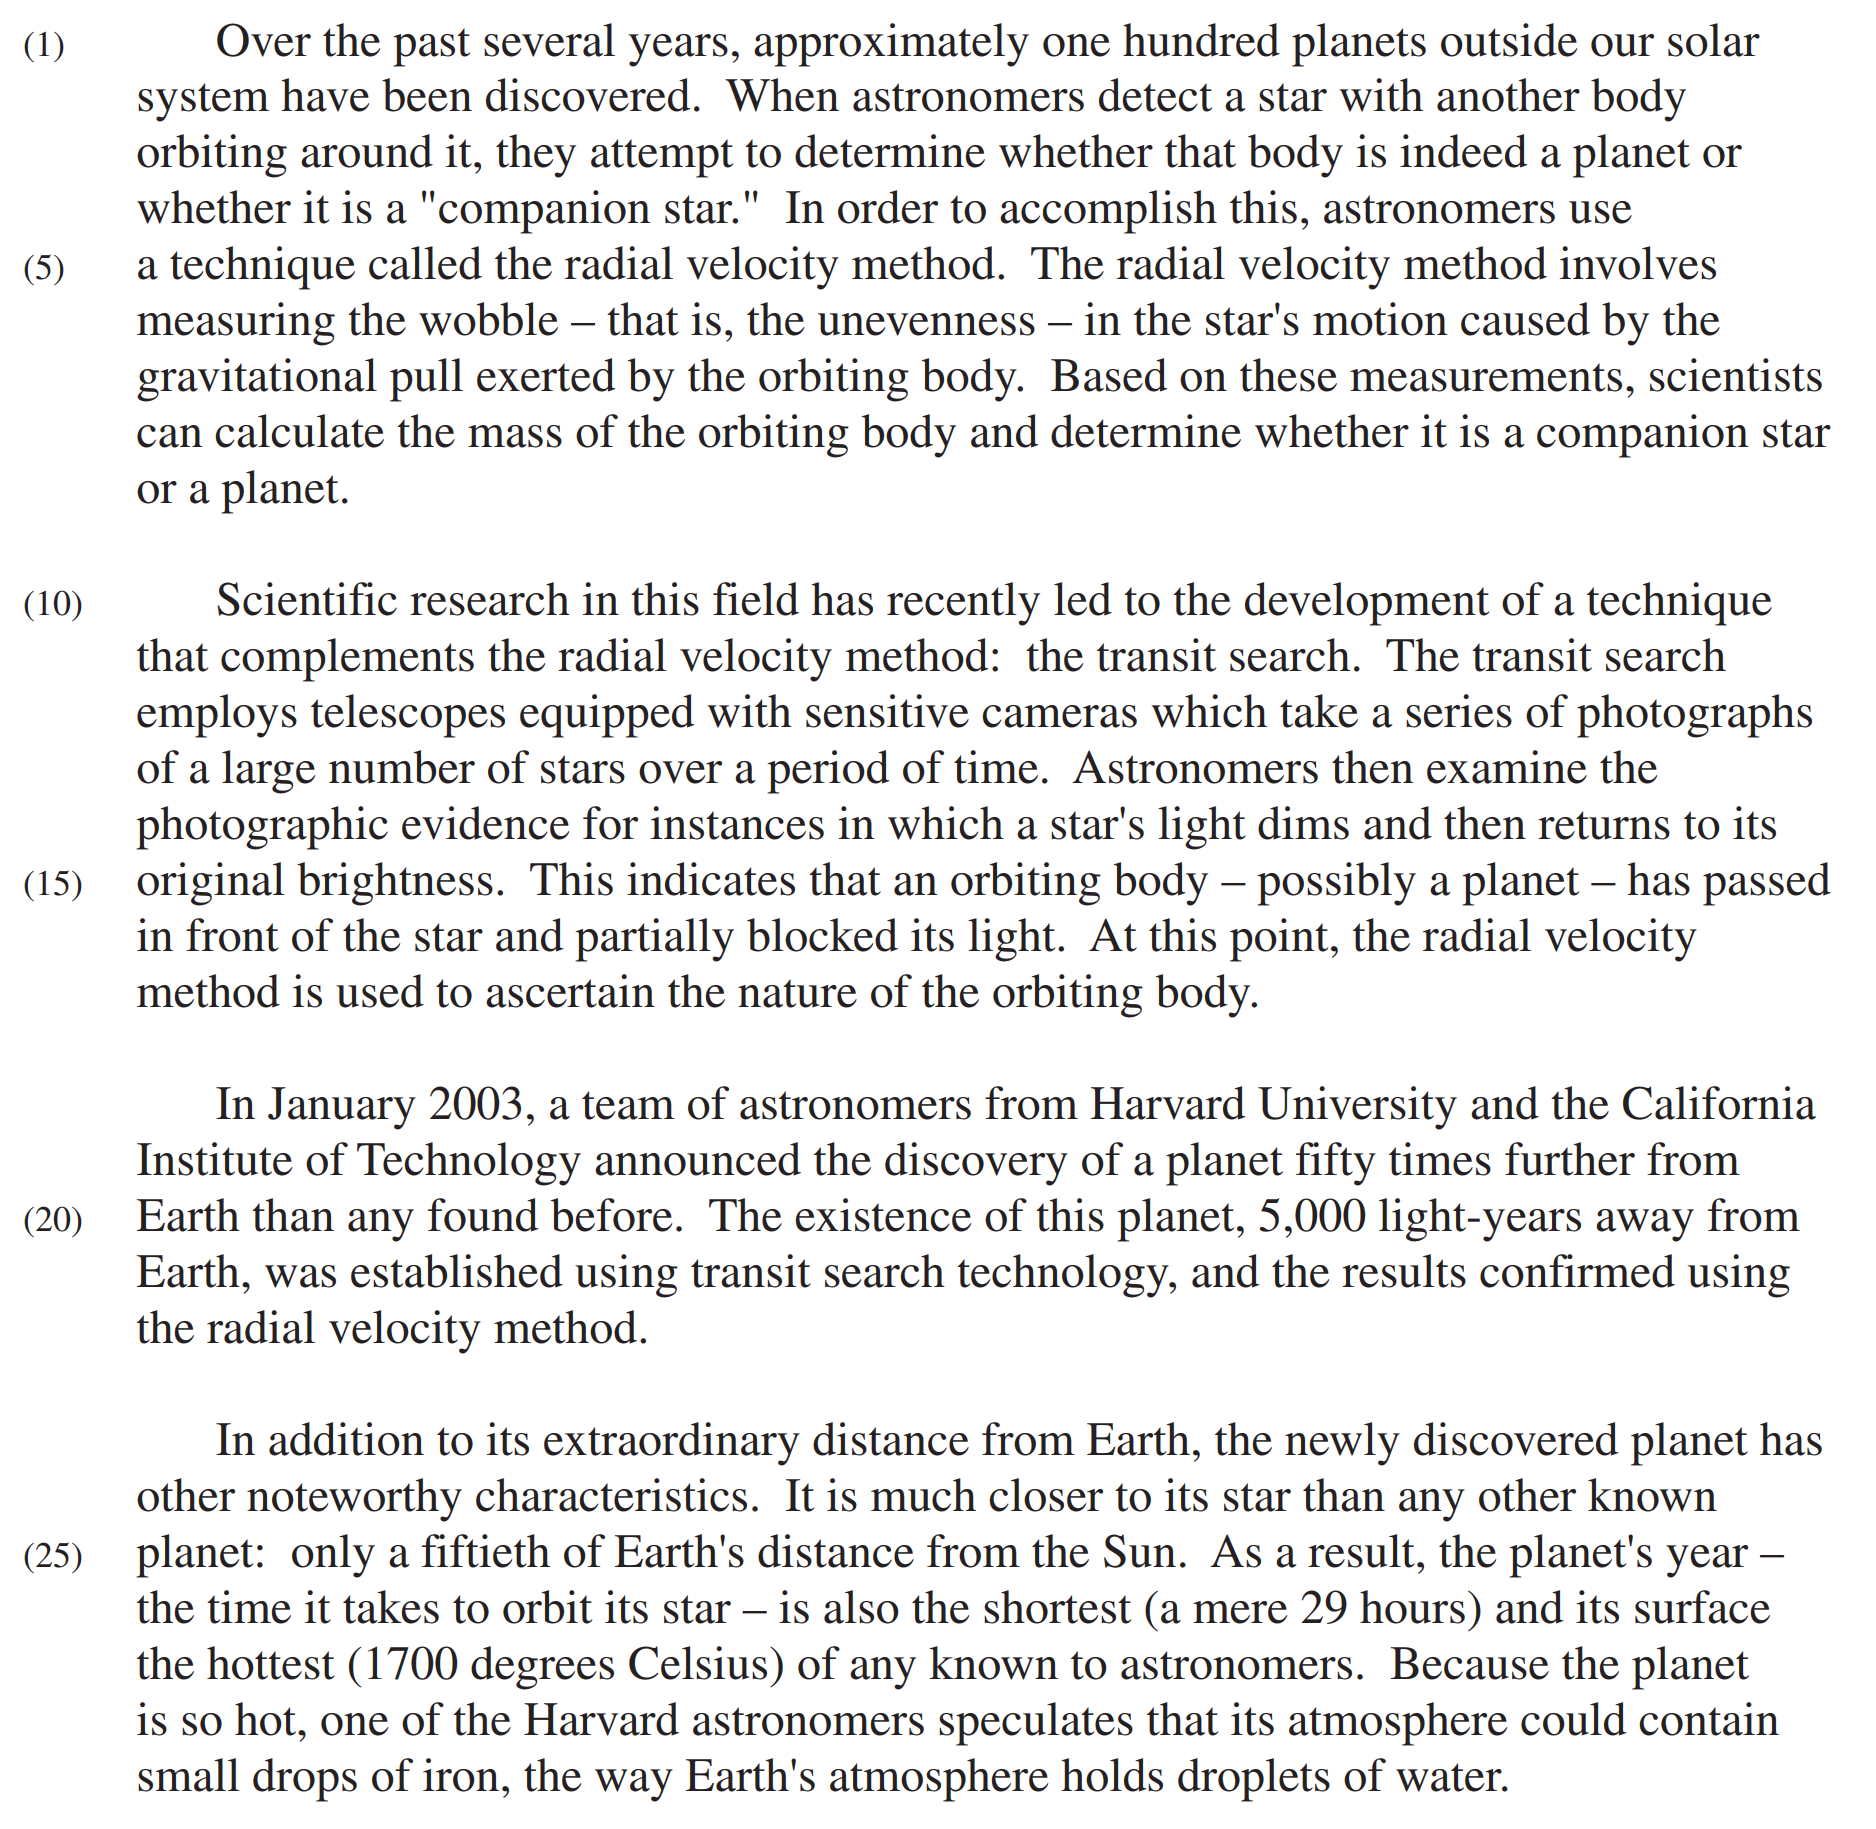 (1) Over the past several years, approximately one hundred planets outside our solar
system have been discovered. When astronomers detect a star with another body
orbiting around it, they attempt to determine whether that body is indeed a planet or
whether it is a "companion star." In order to accomplish this, astronomers use
(5) a technique called the radial velocity method. The radial velocity method involves
measuring the wobble – that is, the unevenness – in the star's motion caused by the
gravitational pull exerted by the orbiting body. Based on these measurements, scientists
can calculate the mass of the orbiting body and determine whether it is a companion star
or a planet.
(10) Scientific research in this field has recently led to the development of a technique
that complements the radial velocity method: the transit search. The transit search
employs telescopes equipped with sensitive cameras which take a series of photographs
of a large number of stars over a period of time. Astronomers then examine the
photographic evidence for instances in which a star's light dims and then returns to its
(15) original brightness. This indicates that an orbiting body – possibly a planet – has passed
in front of the star and partially blocked its light. At this point, the radial velocity
method is used to ascertain the nature of the orbiting body.
In January 2003, a team of astronomers from Harvard University and the California
Institute of Technology announced the discovery of a planet fifty times further from
(20) Earth than any found before. The existence of this planet, 5,000 light-years away from
Earth, was established using transit search technology, and the results confirmed using
the radial velocity method.
In addition to its extraordinary distance from Earth, the newly discovered planet has
other noteworthy characteristics. It is much closer to its star than any other known
(25) planet: only a fiftieth of Earth's distance from the Sun. As a result, the planet's year –
the time it takes to orbit its star – is also the shortest (a mere 29 hours) and its surface
the hottest (1700 degrees Celsius) of any known to astronomers. Because the planet
is so hot, one of the Harvard astronomers speculates that its atmosphere could contain
small drops of iron, the way Earth's atmosphere holds droplets of water.